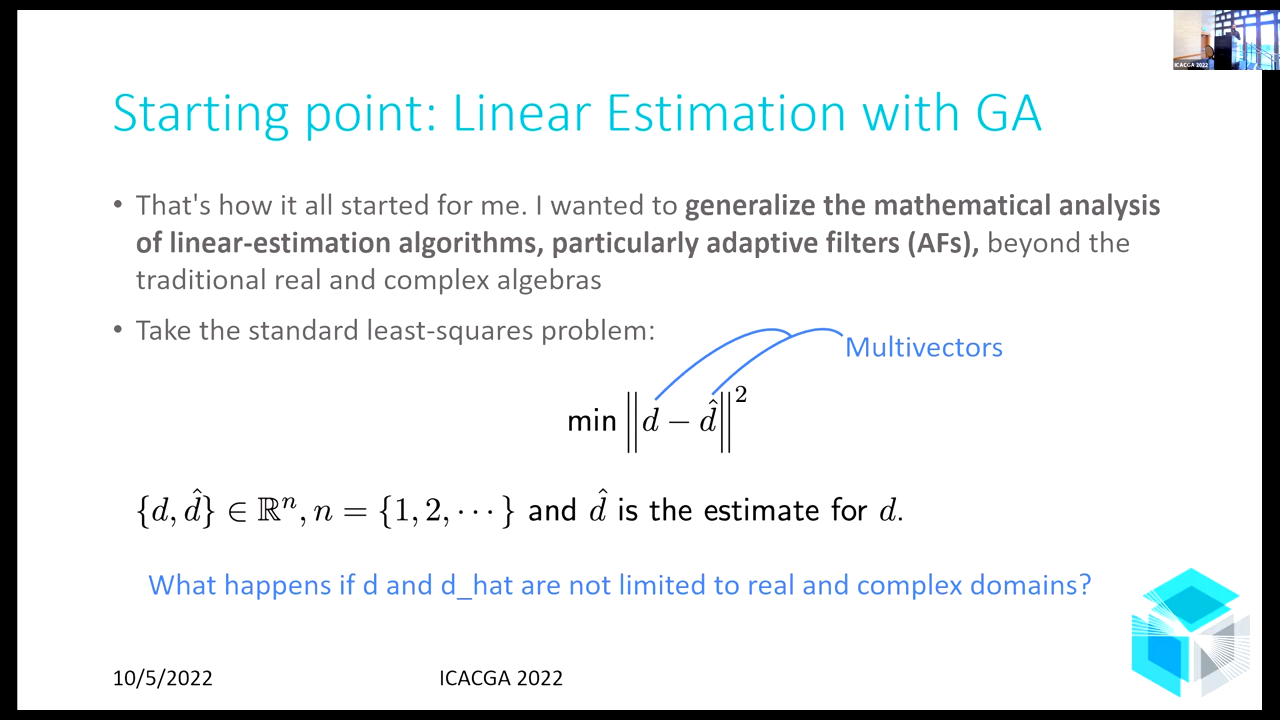 ICACGA 2022
Starting point: Linear Estimation with GA
• That's how it all started for me. I wanted to generalize the mathematical analysis
of linear-estimation algorithms, particularly adaptive filters (AFs), beyond the
traditional real and complex algebras
• Take the standard least-squares problem:
Multivectors
min ‖d − d̂‖²
{d, d̂} ∈ ℝⁿ, n = {1, 2, ⋯} and d̂ is the estimate for d.
What happens if d and d_hat are not limited to real and complex domains?
10/5/2022 ICACGA 2022